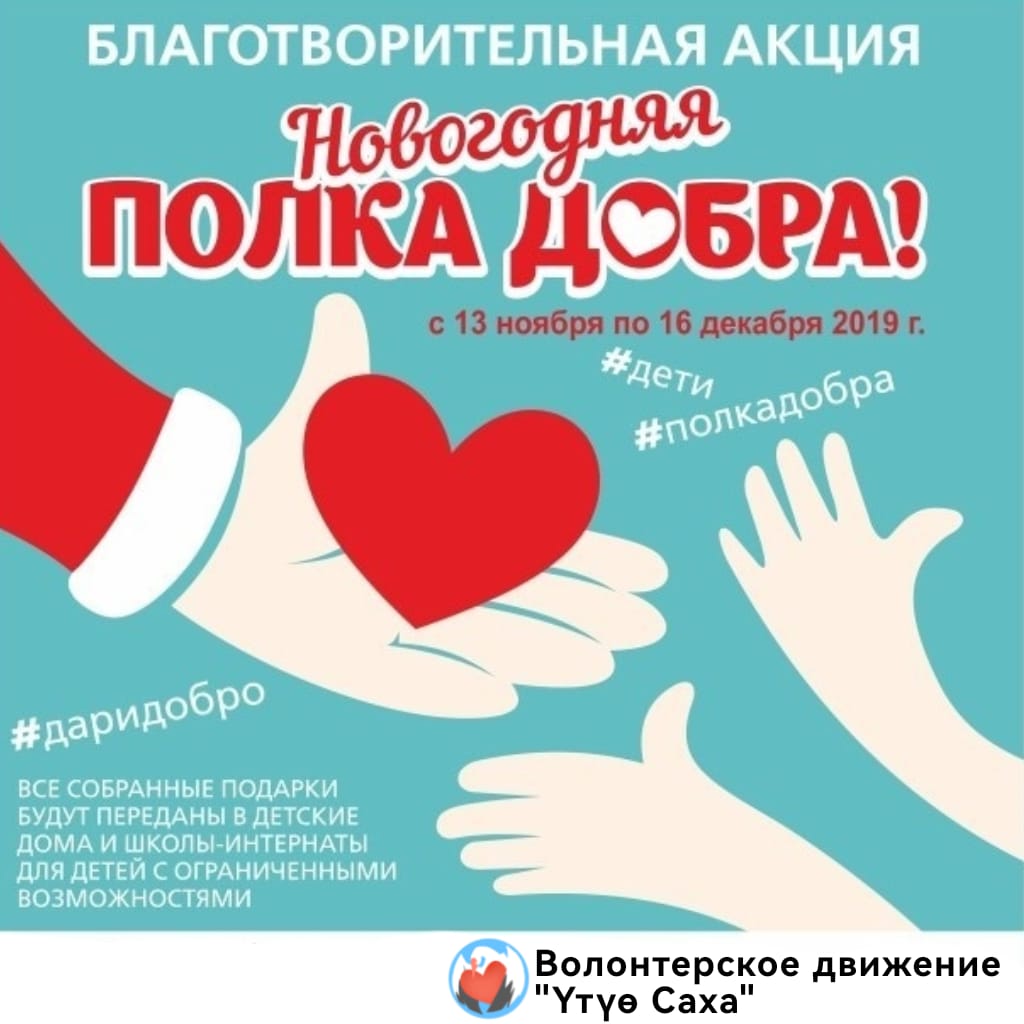 БЛАГОТВОРИТЕЛЬНАЯ АКЦИЯ
Новогодняя
ПОЛКА ДОБРА!
с 13 ноября по 16 декабря 2019 г.
#дети
#полкадобра
#даридобро
ВСЕ СОБРАННЫЕ ПОДАРКИ
БУДУТ ПЕРЕДАНЫ В ДЕТСКИЕ
ДОМА И ШКОЛЫ-ИНТЕРНАТЫ
ДЛЯ ДЕТЕЙ С ОГРАНИЧЕННЫМИ
ВОЗМОЖНОСТЯМИ
Волонтерское движение
"Үтүө Саха"